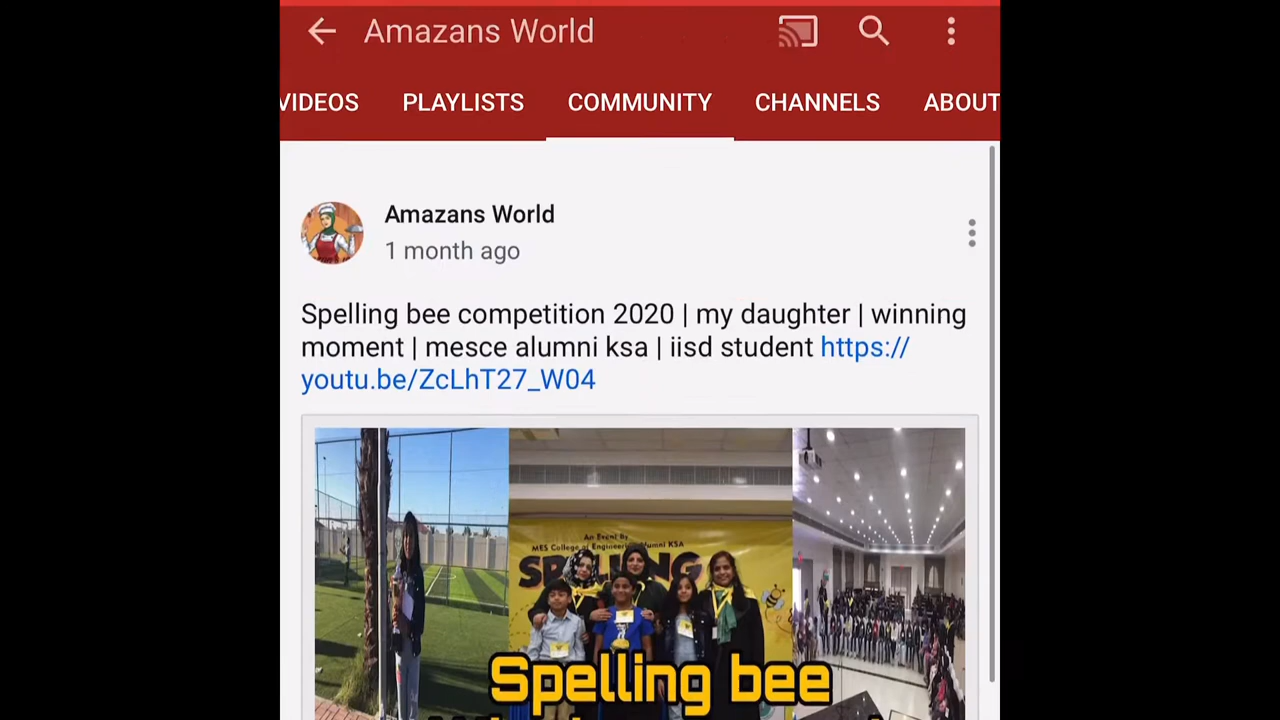 Amazans World
VIDEOS PLAYLISTS COMMUNITY CHANNELS ABOUT
Amazans World
1 month ago
Spelling bee competition 2020 | my daughter | winning
moment | mesce alumni ksa | iisd student https://
youtu.be/ZcLhT27_W04
An Event By
MES College of Engineering Alumni KSA
SPELLING
Spelling bee